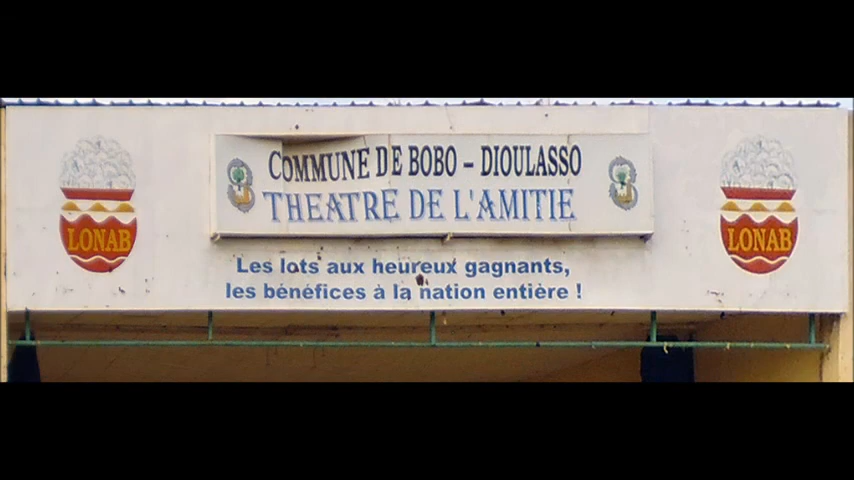 COMMUNE DE BOBO – DIOULASSO
THEATRE DE L'AMITIE
LONAB
LONAB
Les lots aux heureux gagnants,
les bénéfices à la nation entière !